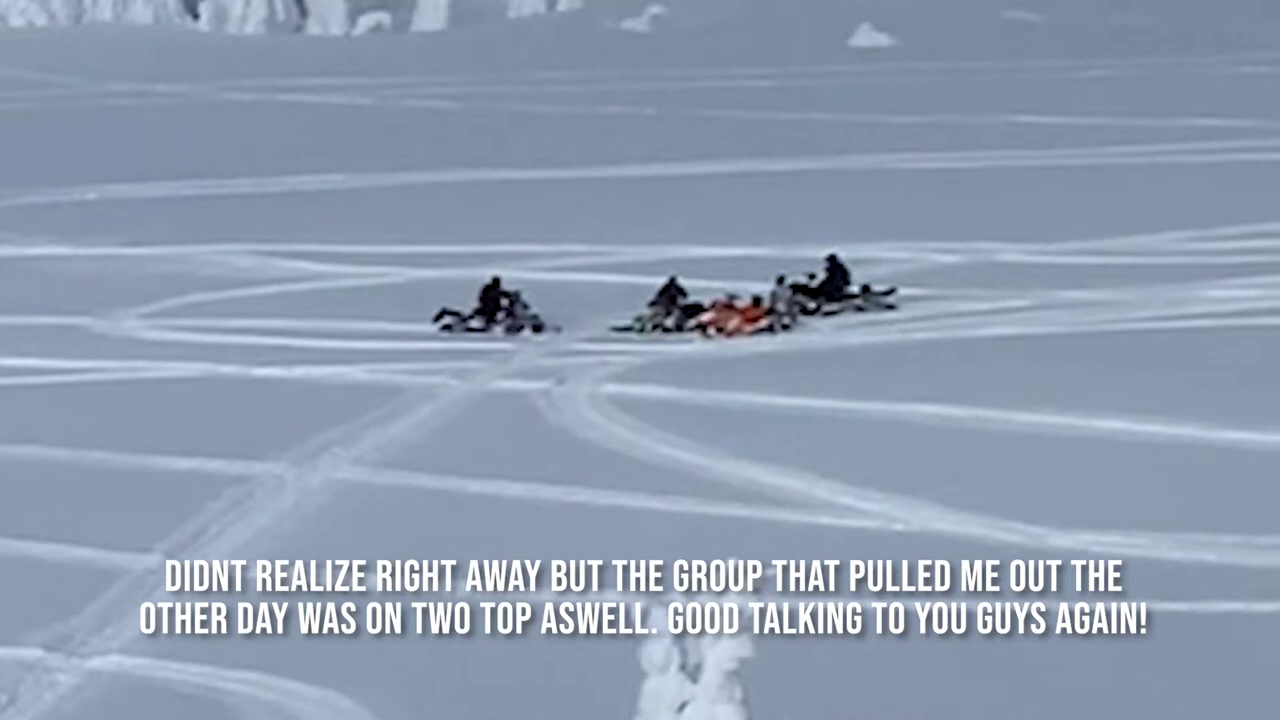 DIDNT REALIZE RIGHT AWAY BUT THE GROUP THAT PULLED ME OUT THE
OTHER DAY WAS ON TWO TOP ASWELL. GOOD TALKING TO YOU GUYS AGAIN!